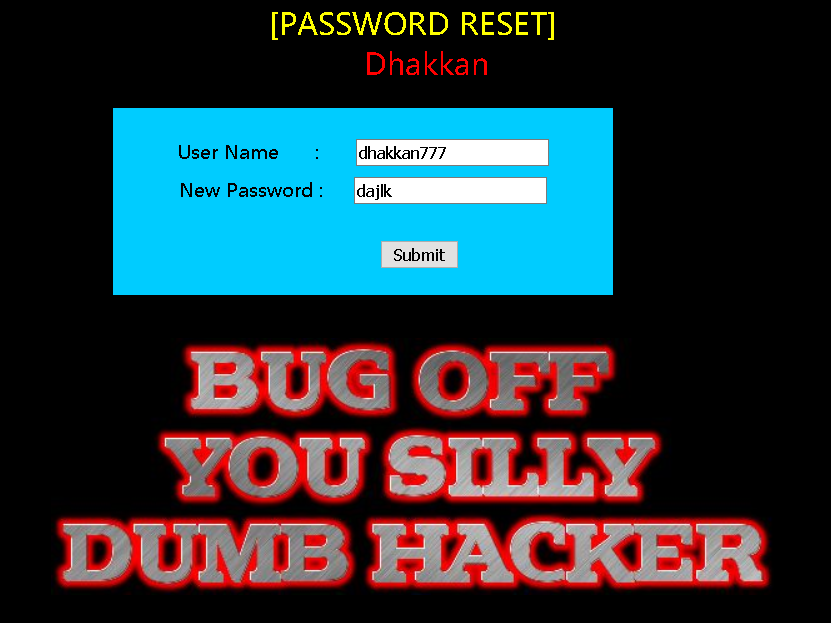 [PASSWORD RESET]
Dhakkan
User Name : dhakkan777
New Password : dajlk
Submit
BUG OFF
YOU SILLY
DUMB HACKER